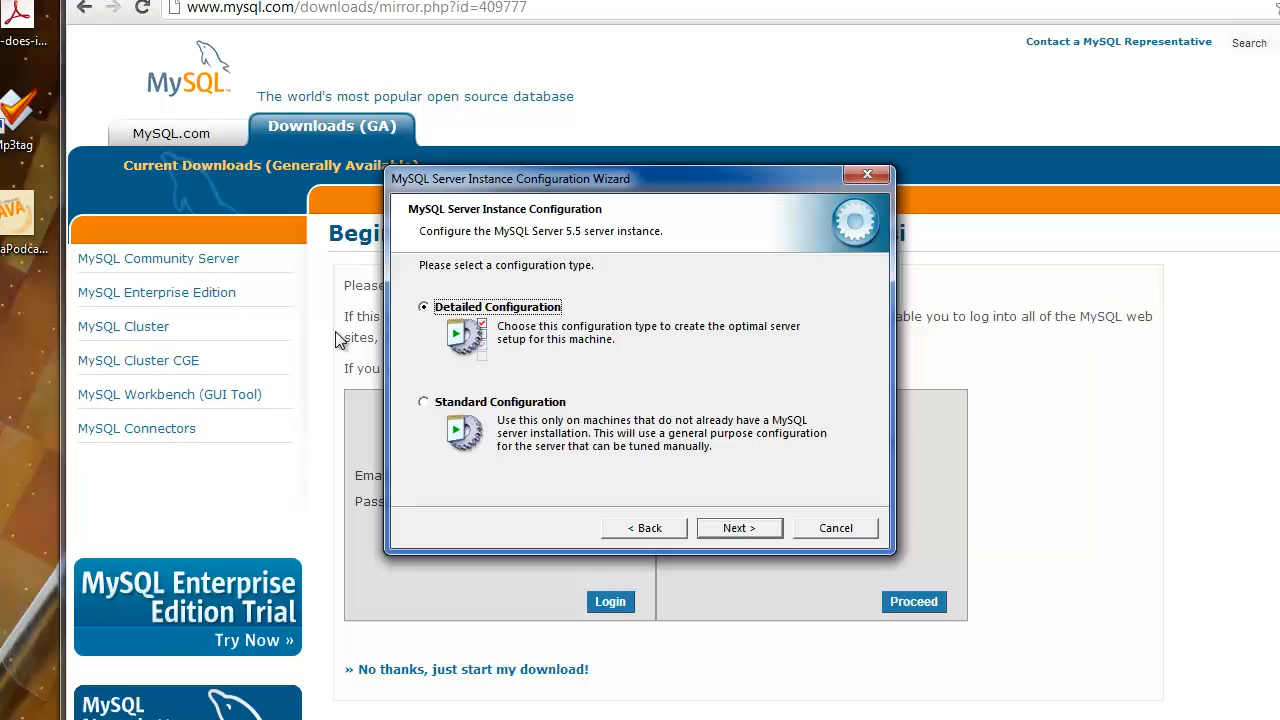 www.mysql.com/downloads/mirror.php?id=409777
-does-i...
Contact a MySQL Representative
Search
MySQL
The world's most popular open source database
MySQL.com
Downloads (GA)
Current Downloads (Generally Available)
Mp3tag
MySQL Server Instance Configuration Wizard
MySQL Server Instance Configuration
Configure the MySQL Server 5.5 server instance.
Begi
si
JAVA
aPodca...
MySQL Community Server
MySQL Enterprise Edition
MySQL Cluster
MySQL Cluster CGE
MySQL Workbench (GUI Tool)
MySQL Connectors
Please select a configuration type.
Please
Detailed Configuration
Choose this configuration type to create the optimal server
setup for this machine.
If this
able you to log into all of the MySQL web
sites,
If you
Standard Configuration
Use this only on machines that do not already have a MySQL
server installation. This will use a general purpose configuration
for the server that can be tuned manually.
Ema
Pass
< Back
Next >
Cancel
Login
Proceed
MySQL Enterprise
Edition Trial
Try Now »
» No thanks, just start my download!
MySQL